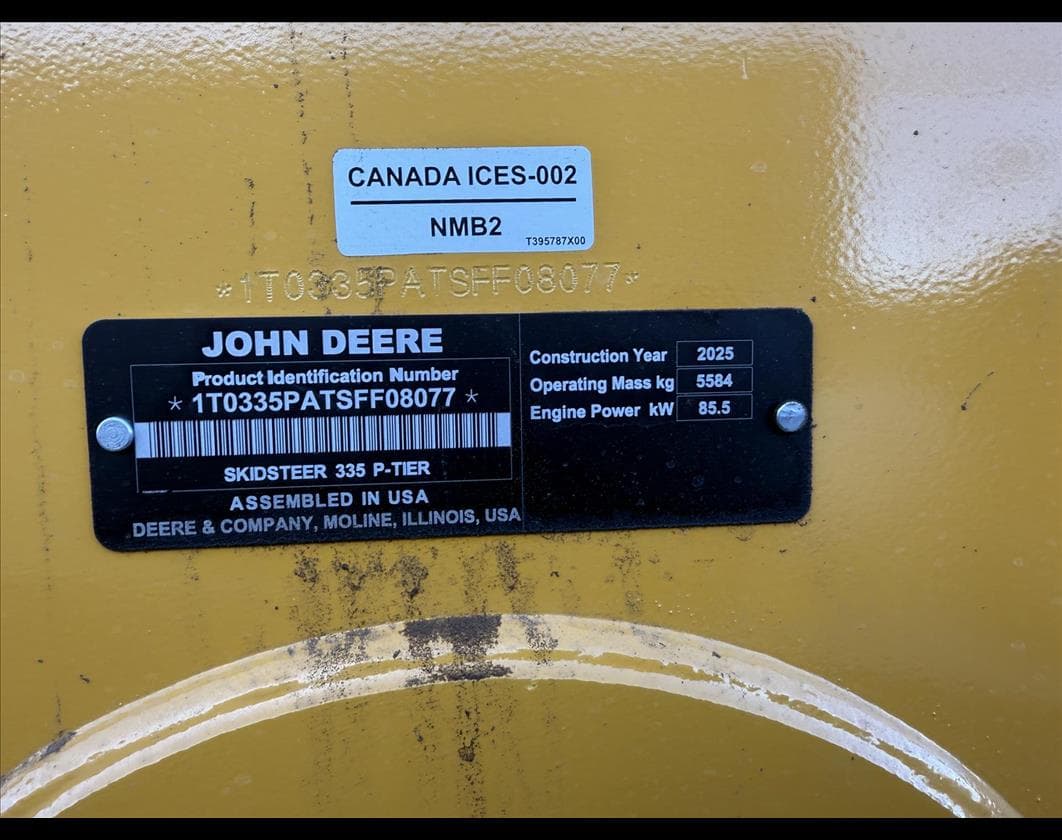 CANADA ICES-002
NMB2
T395787X00
*1T0335PATSFF08077*
JOHN DEERE
Product Identification Number
* 1T0335PATSFF08077 *
SKIDSTEER 335 P-TIER
ASSEMBLED IN USA
DEERE & COMPANY, MOLINE, ILLINOIS, USA
Construction Year 2025
Operating Mass kg 5584
Engine Power kW 85.5